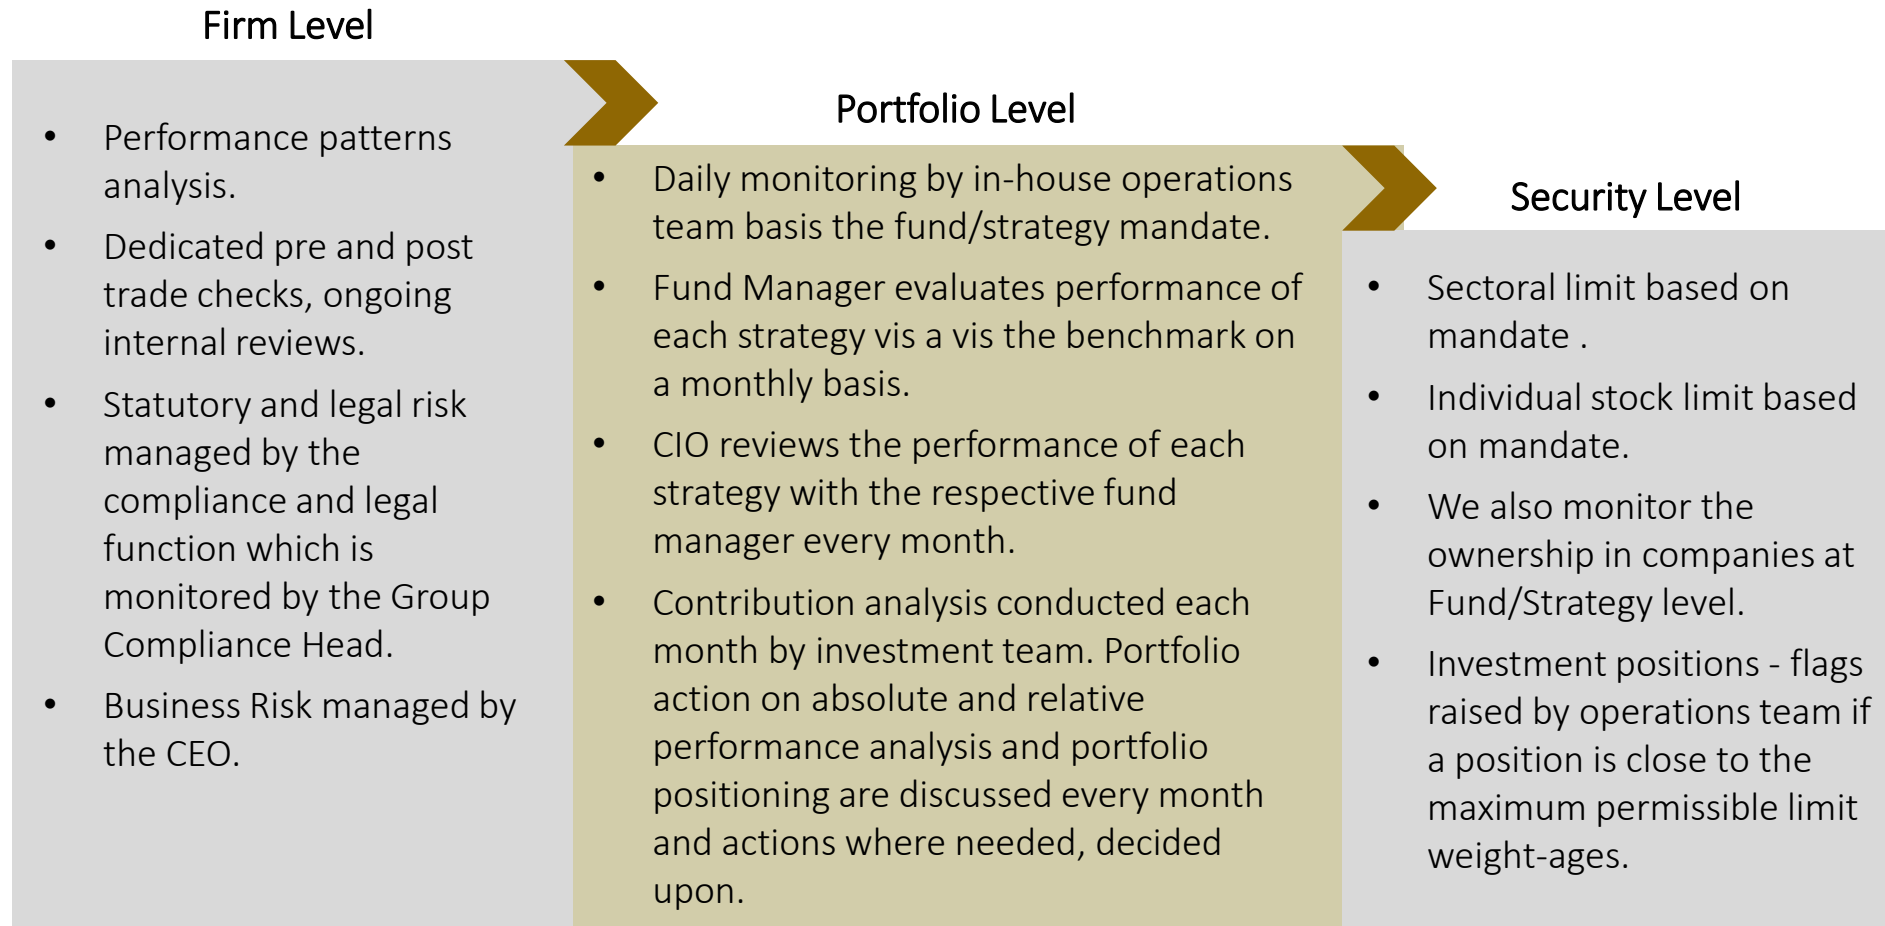 Firm Level
• Performance patterns
analysis.
• Dedicated pre and post
trade checks, ongoing
internal reviews.
• Statutory and legal risk
managed by the
compliance and legal
function which is
monitored by the Group
Compliance Head.
• Business Risk managed by
the CEO.
Portfolio Level
• Daily monitoring by in-house operations
team basis the fund/strategy mandate.
• Fund Manager evaluates performance of
each strategy vis a vis the benchmark on
a monthly basis.
• CIO reviews the performance of each
strategy with the respective fund
manager every month.
• Contribution analysis conducted each
month by investment team. Portfolio
action on absolute and relative
performance analysis and portfolio
positioning are discussed every month
and actions where needed, decided
upon.
Security Level
• Sectoral limit based on
mandate .
• Individual stock limit based
on mandate.
• We also monitor the
ownership in companies at
Fund/Strategy level.
• Investment positions - flags
raised by operations team if
a position is close to the
maximum permissible limit
weight-ages.